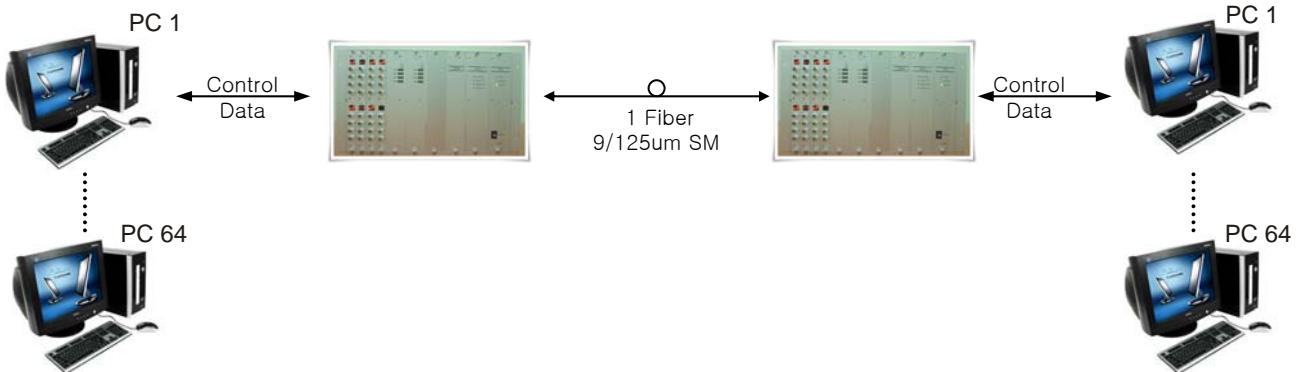 PC 1
PC 1
Control
Data
1 Fiber
9/125um SM
Control
Data
PC 64
PC 64